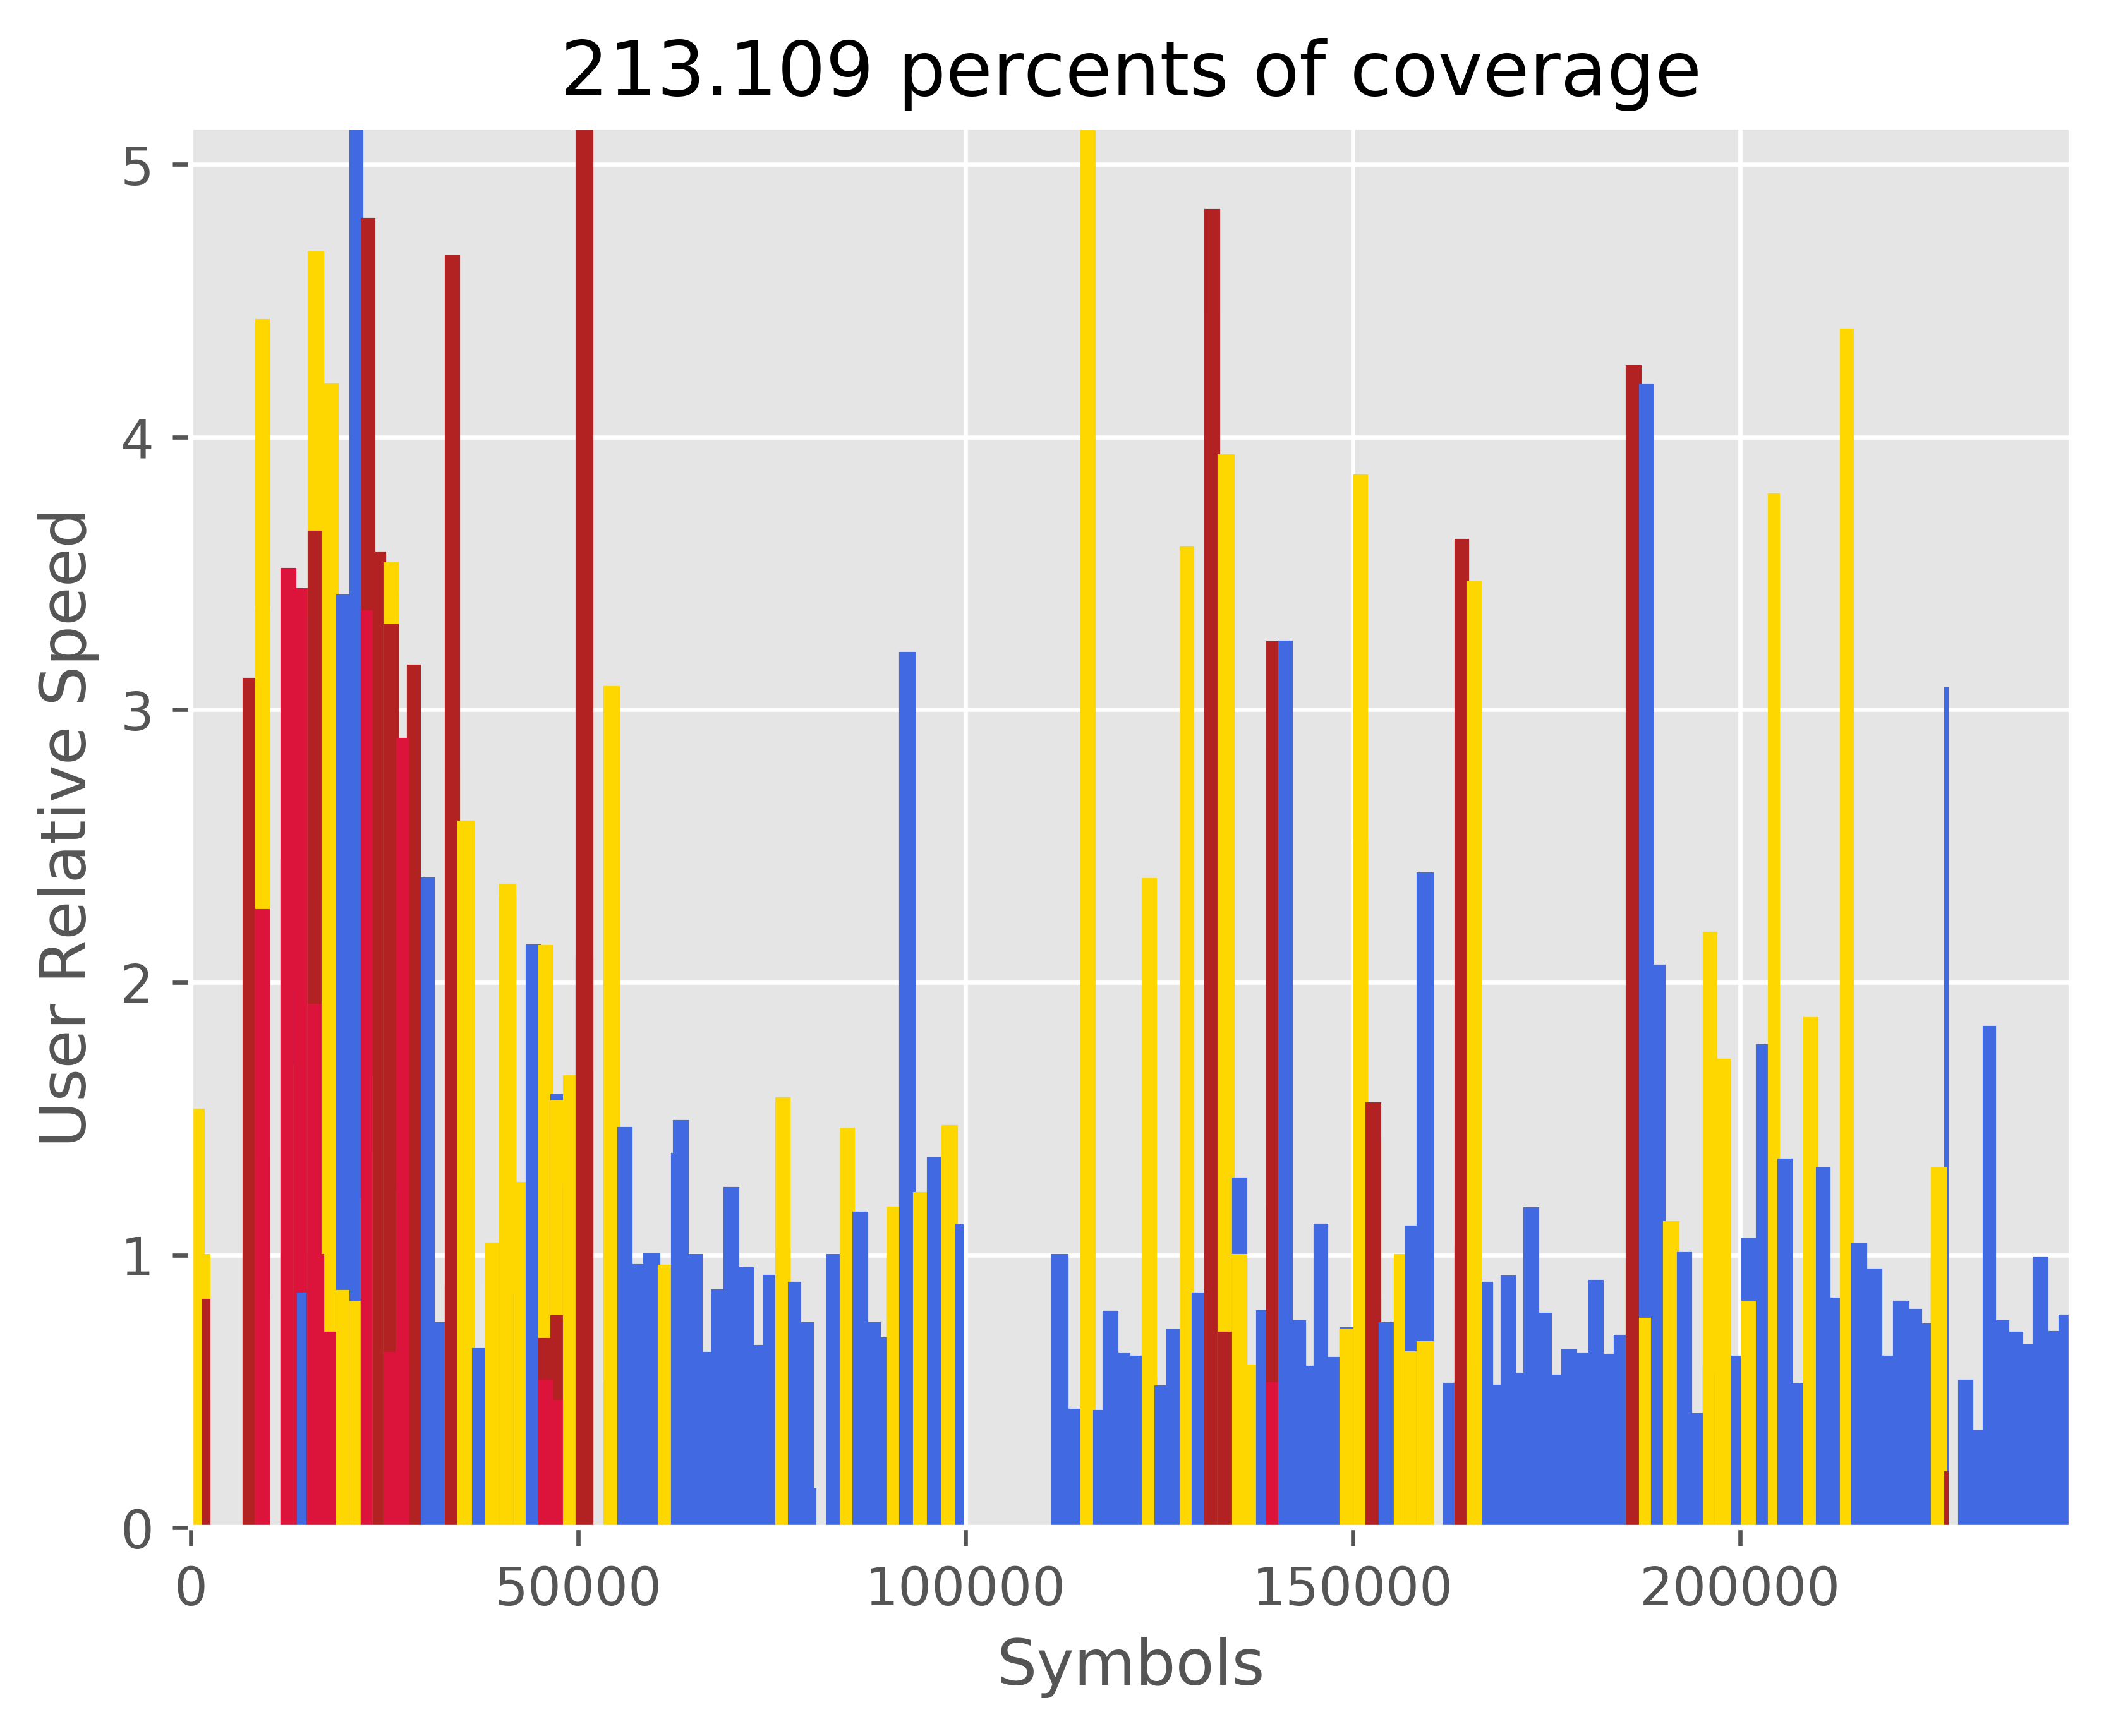 213.109 percents of coverage
5
4
3
2
1
0
User Relative Speed
0 50000 100000 150000 200000
Symbols